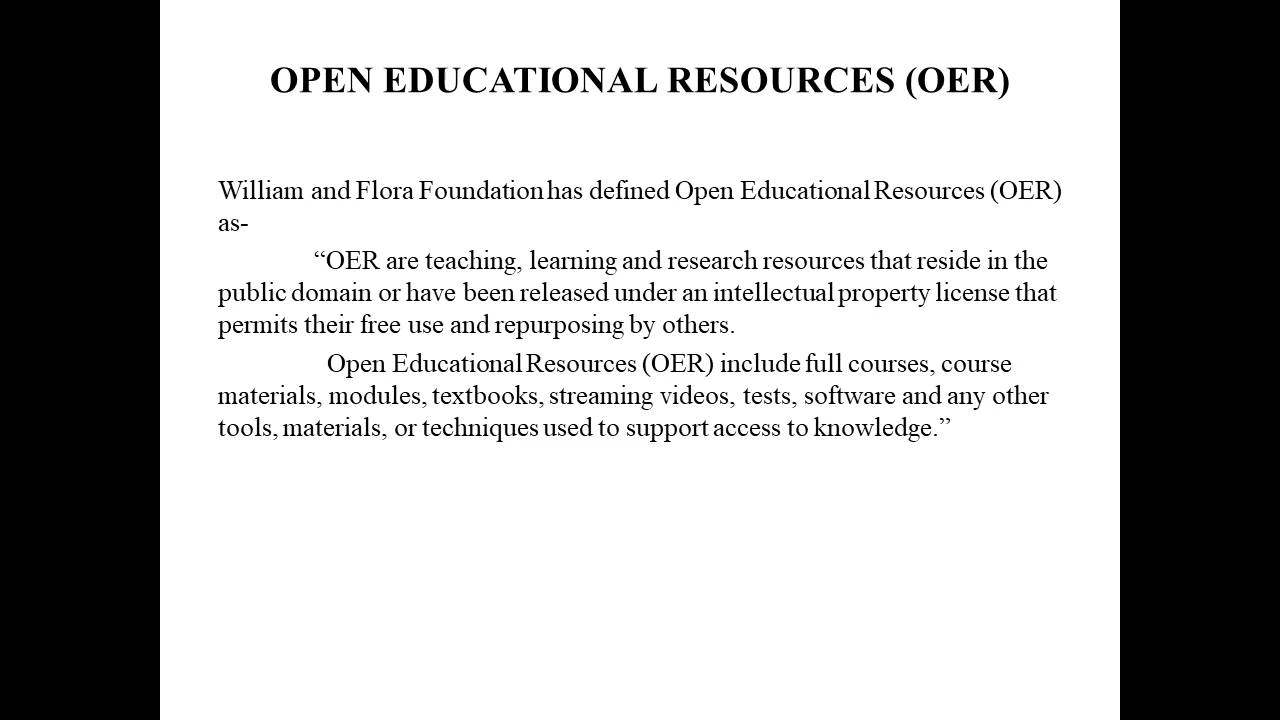 OPEN EDUCATIONAL RESOURCES (OER)
William and Flora Foundation has defined Open Educational Resources (OER)
as-
“OER are teaching, learning and research resources that reside in the
public domain or have been released under an intellectual property license that
permits their free use and repurposing by others.
Open Educational Resources (OER) include full courses, course
materials, modules, textbooks, streaming videos, tests, software and any other
tools, materials, or techniques used to support access to knowledge.”